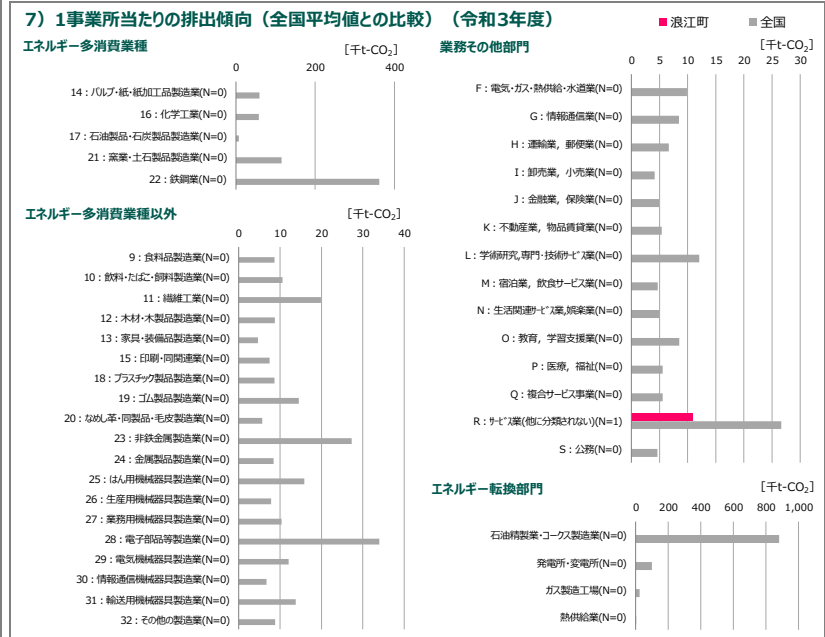 7）1事業所当たりの排出傾向（全国平均値との比較）（令和3年度）
浪江町 全国
エネルギー多消費業種
[千t-CO₂]
0 200 400
14：パルプ・紙・紙加工品製造業(N=0)
16：化学工業(N=0)
17：石油製品・石炭製品製造業(N=0)
21：窯業・土石製品製造業(N=0)
22：鉄鋼業(N=0)
エネルギー多消費業種以外
[千t-CO₂]
0 10 20 30 40
9：食料品製造業(N=0)
10：飲料・たばこ・飼料製造業(N=0)
11：繊維工業(N=0)
12：木材・木製品製造業(N=0)
13：家具・装備品製造業(N=0)
15：印刷・同関連業(N=0)
18：プラスチック製品製造業(N=0)
19：ゴム製品製造業(N=0)
20：なめし革・同製品・毛皮製造業(N=0)
23：非鉄金属製造業(N=0)
24：金属製品製造業(N=0)
25：はん用機械器具製造業(N=0)
26：生産用機械器具製造業(N=0)
27：業務用機械器具製造業(N=0)
28：電子部品等製造業(N=0)
29：電気機械器具製造業(N=0)
30：情報通信機械器具製造業(N=0)
31：輸送用機械器具製造業(N=0)
32：その他の製造業(N=0)
業務その他部門
[千t-CO₂]
0 5 10 15 20 25 30
F：電気・ガス・熱供給・水道業(N=0)
G：情報通信業(N=0)
H：運輸業，郵便業(N=0)
I：卸売業，小売業(N=0)
J：金融業，保険業(N=0)
K：不動産業，物品賃貸業(N=0)
L：学術研究,専門・技術ｻｰﾋﾞｽ業(N=0)
M：宿泊業，飲食サービス業(N=0)
N：生活関連ｻｰﾋﾞｽ業,娯楽業(N=0)
O：教育，学習支援業(N=0)
P：医療，福祉(N=0)
Q：複合サービス事業(N=0)
R：ｻｰﾋﾞｽ業(他に分類されない)(N=1)
S：公務(N=0)
エネルギー転換部門
[千t-CO₂]
0 200 400 600 800 1,000
石油精製業・コークス製造業(N=0)
発電所・変電所(N=0)
ガス製造工場(N=0)
熱供給業(N=0)